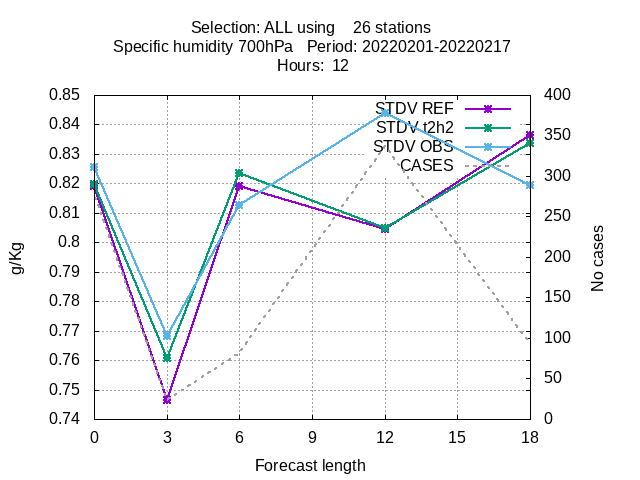 Selection: ALL using    26 stations
Specific humidity 700hPa   Period: 20220201-20220217
Hours:  12
0.85
0.84
0.83
0.82
0.81
0.8
0.79
0.78
0.77
0.76
0.75
0.74
g/Kg
STDV REF
STDV t2h2
STDV OBS
CASES
400
350
300
250
200
150
100
50
0
No cases
0 3 6 9 12 15 18
Forecast length